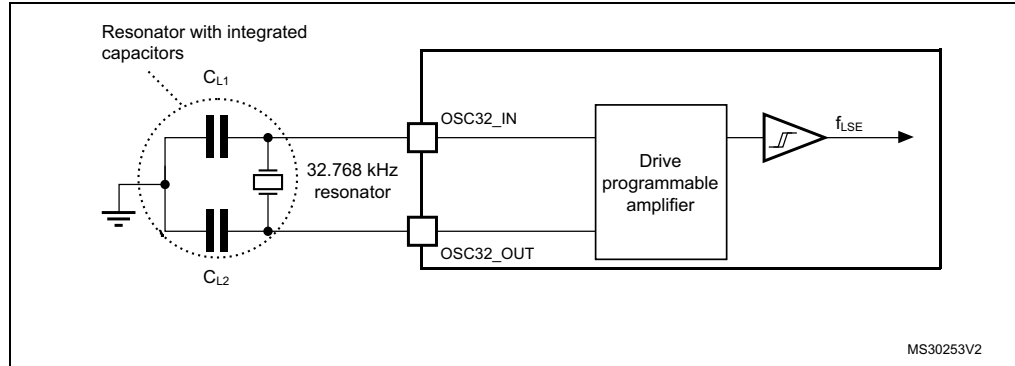 Resonator with integrated
capacitors
CL1
OSC32_IN
fLSE
32.768 kHz
resonator
Drive
programmable
amplifier
OSC32_OUT
CL2
MS30253V2